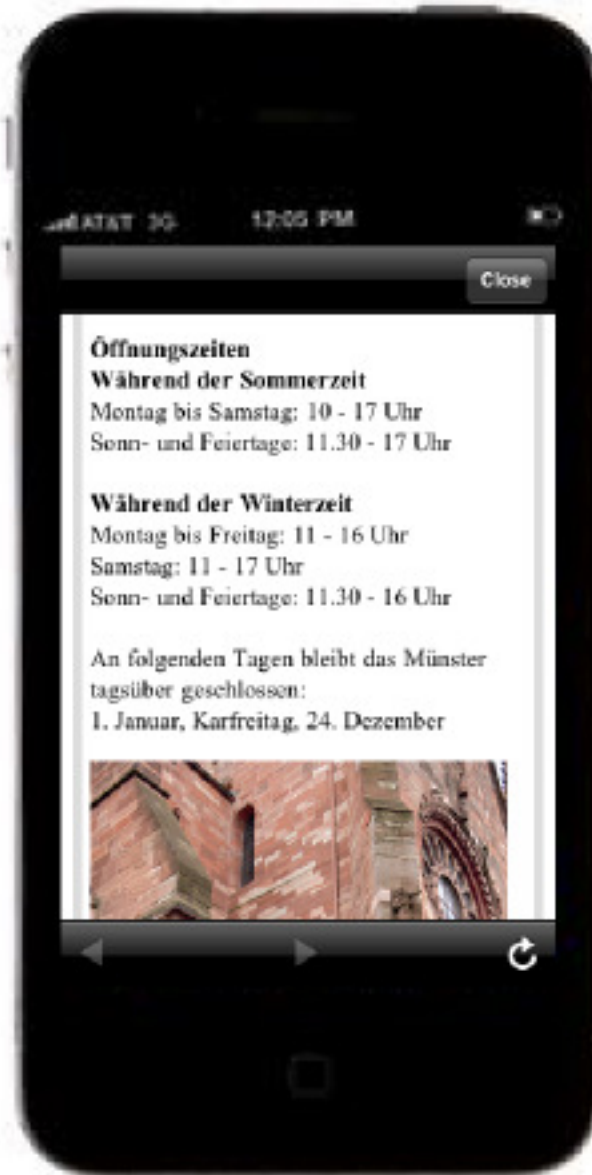 AT&T 3G 12:05 PM
Close
Öffnungszeiten
Während der Sommerzeit
Montag bis Samstag: 10 - 17 Uhr
Sonn- und Feiertage: 11.30 - 17 Uhr
Während der Winterzeit
Montag bis Freitag: 11 - 16 Uhr
Samstag: 11 - 17 Uhr
Sonn- und Feiertage: 11.30 - 16 Uhr
An folgenden Tagen bleibt das Münster
tagsüber geschlossen:
1. Januar, Karfreitag, 24. Dezember